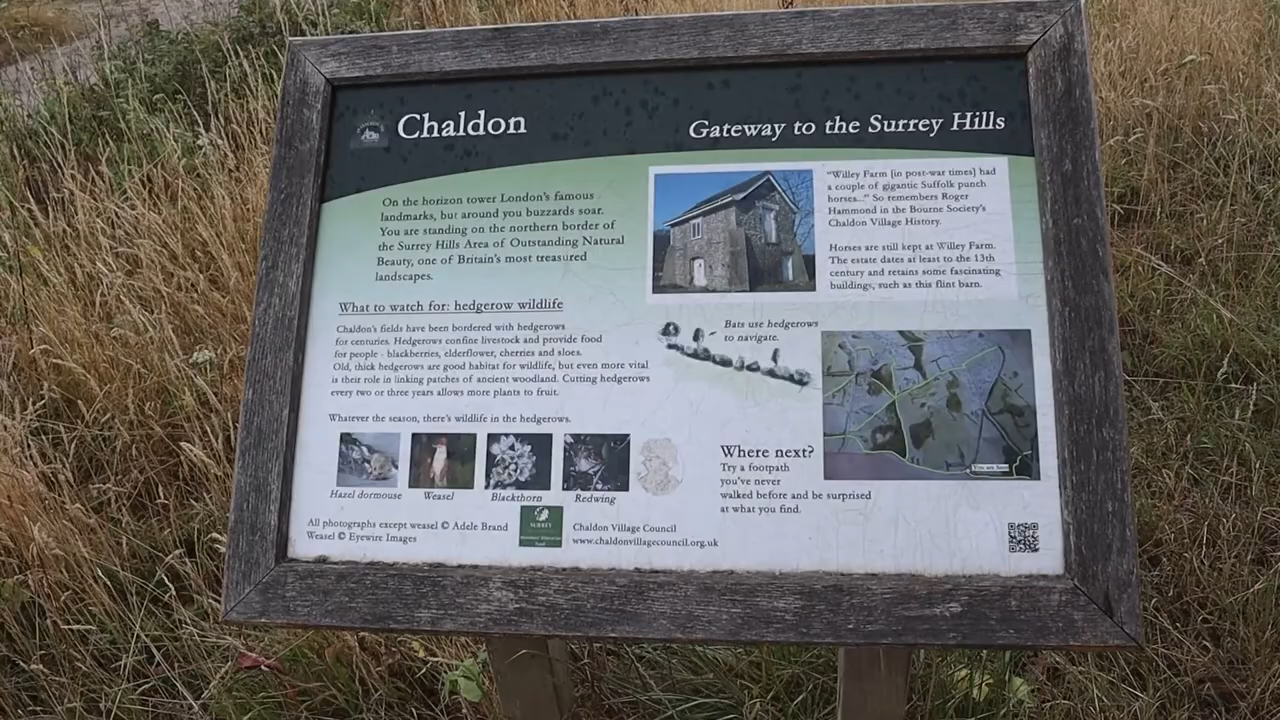 Chaldon
Gateway to the Surrey Hills
On the horizon tower London's famous
landmarks, but around you buzzards soar.
You are standing on the northern border of
the Surrey Hills Area of Outstanding Natural
Beauty, one of Britain's most treasured
landscapes.
"Willey Farm [in post-war times] had
a couple of gigantic Suffolk punch
horses..." So remembers Roger
Hammond in the Bourne Society's
Chaldon Village History.
Horses are still kept at Willey Farm.
The estate dates at least to the 13th
century and retains some fascinating
buildings, such as this flint barn.
What to watch for: hedgerow wildlife
Chaldon's fields have been bordered with hedgerows
for centuries. Hedgerows confine livestock and provide food
for people - blackberries, elderflower, cherries and sloes.
Old, thick hedgerows are good habitat for wildlife, but even more vital
is their role in linking patches of ancient woodland. Cutting hedgerows
every two or three years allows more plants to fruit.
Bats use hedgerows
to navigate.
Whatever the season, there's wildlife in the hedgerows.
Hazel dormouse
Weasel
Blackthorn
Redwing
You are here
Where next?
Try a footpath
you've never
walked before and be surprised
at what you find.
All photographs except weasel © Adele Brand
Weasel © Eyewire Images
SURREY
Chaldon Village Council
www.chaldonvillagecouncil.org.uk